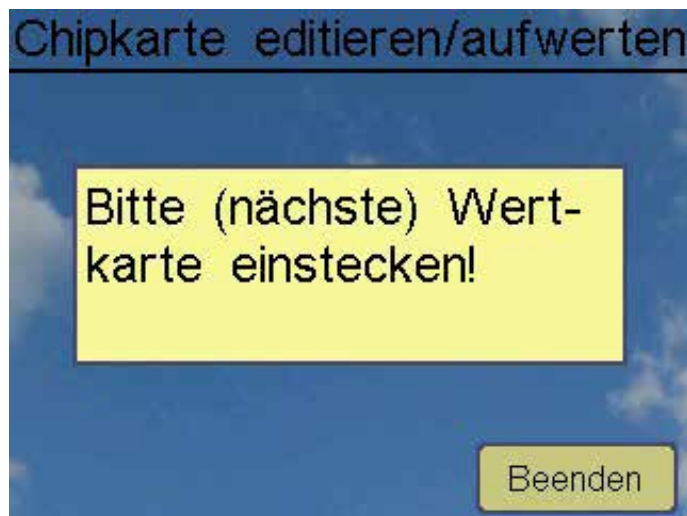 Chipkarte editieren/aufwerten
Bitte (nächste) Wert-
karte einstecken!
Beenden